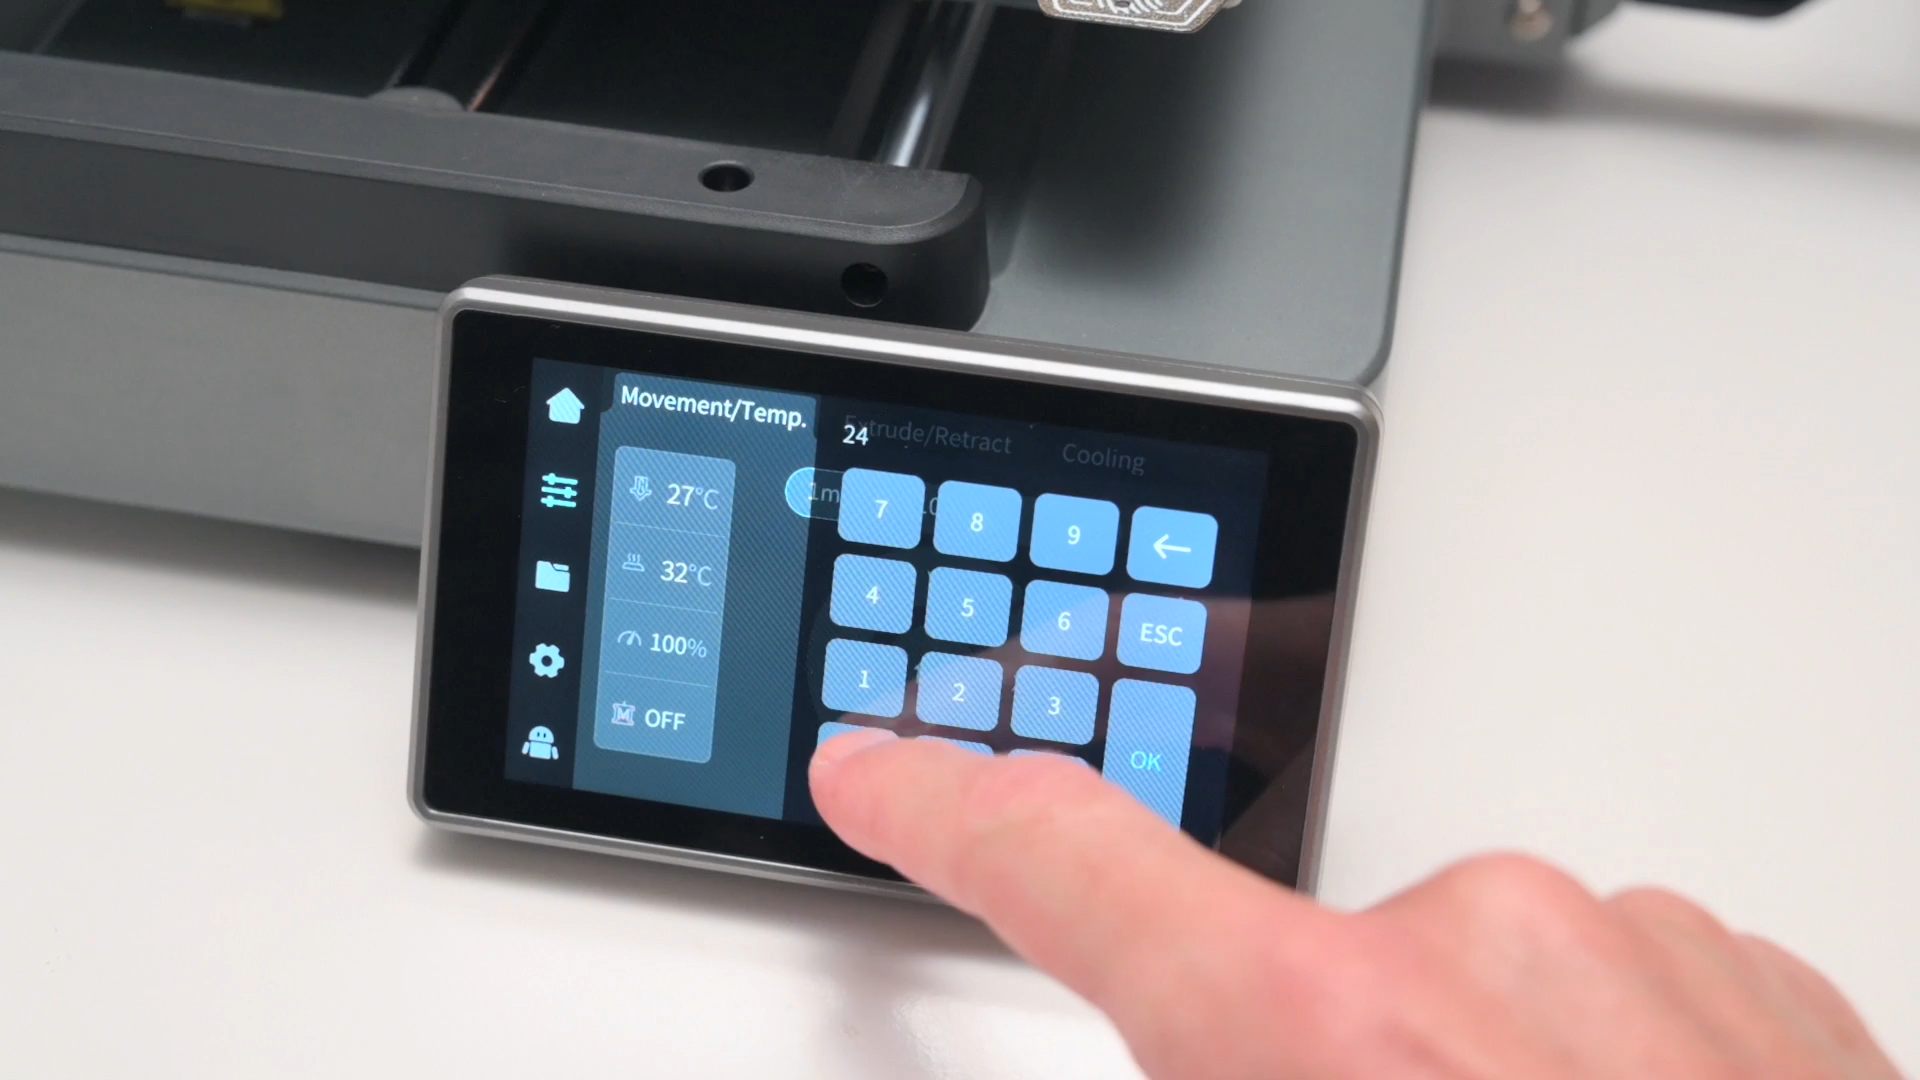 Movement/Temp.
Extrude/Retract
Cooling
24
27°C
32°C
100%
OFF
1m
7
8
9
←
4
5
6
ESC
1
2
3
OK